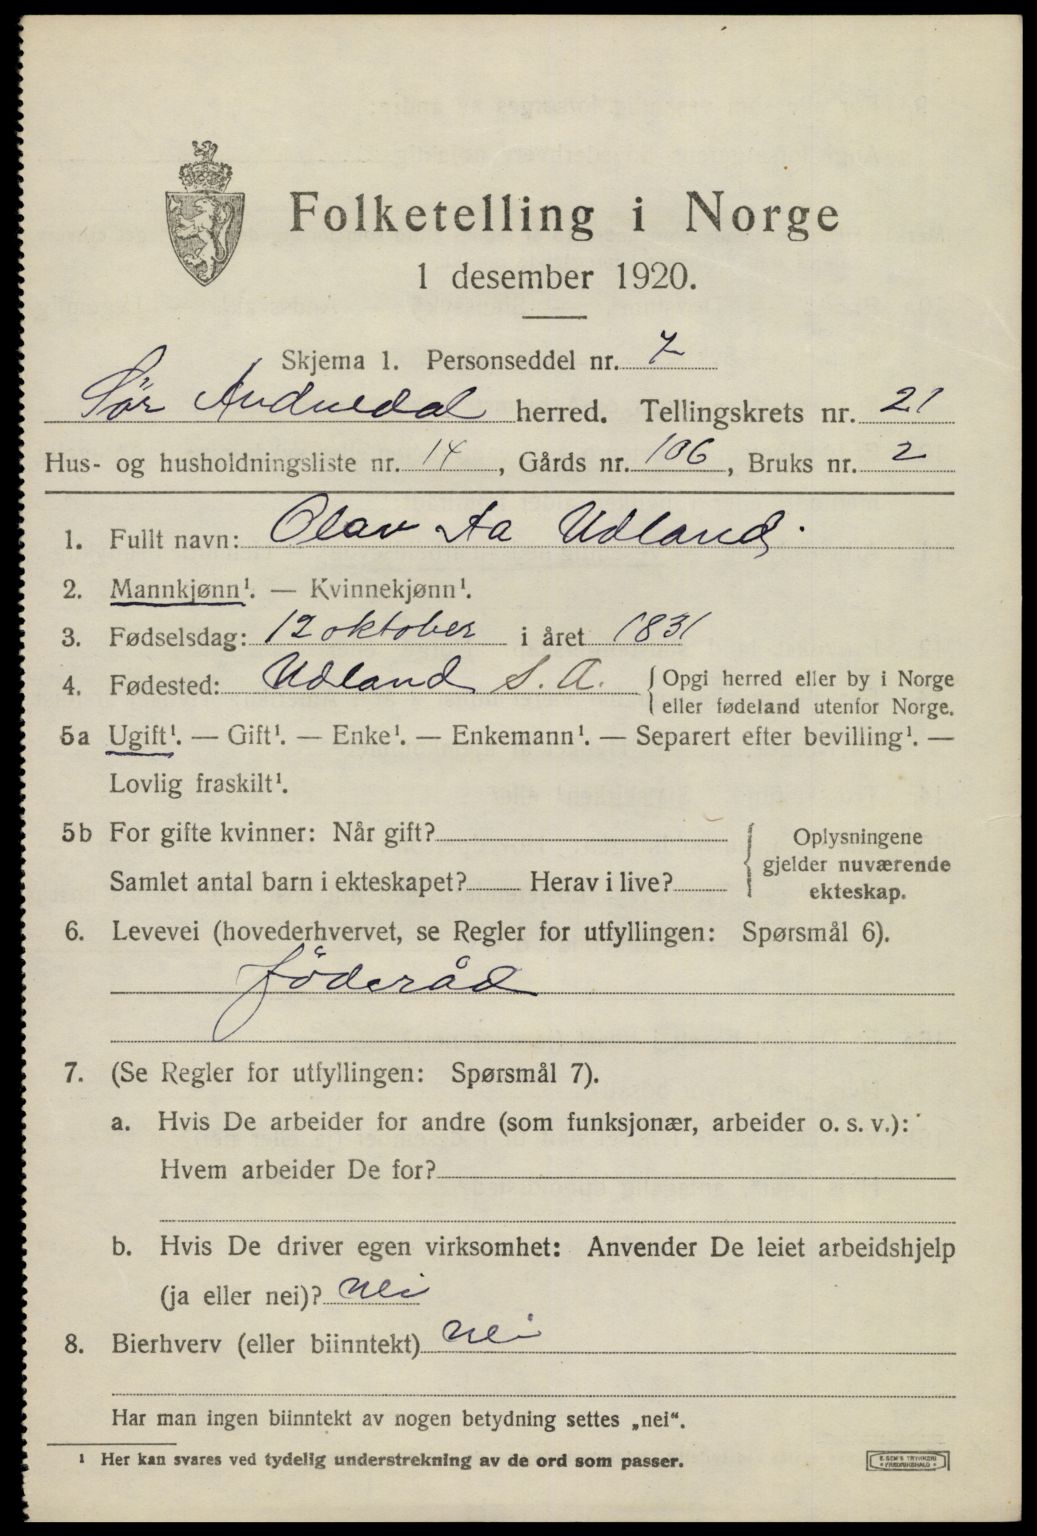 Folketelling i Norge
1 desember 1920.
Skjema 1. Personseddel nr. 7
Sör Audnedal herred. Tellingskrets nr. 21
Hus- og husholdningsliste nr. 14, Gårds nr. 106, Bruks nr. 2
1. Fullt navn: Olav Aa Udland.
2. Mannkjønn¹. — Kvinnekjønn¹.
3. Fødselsdag: 12 oktober i året 1831
4. Fødested: Udland S. A. { Opgi herred eller by i Norge
eller fødeland utenfor Norge.
5a Ugift¹. — Gift¹. — Enke¹. — Enkemann¹. — Separert efter bevilling¹. —
Lovlig fraskilt¹.
5b For gifte kvinner: Når gift?
Samlet antal barn i ekteskapet? Herav i live?
{ Oplysningene
gjelder nuværende
ekteskap.
6. Levevei (hovederhvervet, se Regler for utfyllingen: Spørsmål 6).
föderåd
7. (Se Regler for utfyllingen: Spørsmål 7).
a. Hvis De arbeider for andre (som funksjonær, arbeider o. s. v.):
Hvem arbeider De for?
b. Hvis De driver egen virksomhet: Anvender De leiet arbeidshjelp
(ja eller nei)? Nei
8. Bierhverv (eller biinntekt) Nei
Har man ingen biinntekt av nogen betydning settes „nei“.
¹ Her kan svares ved tydelig understrekning av de ord som passer.